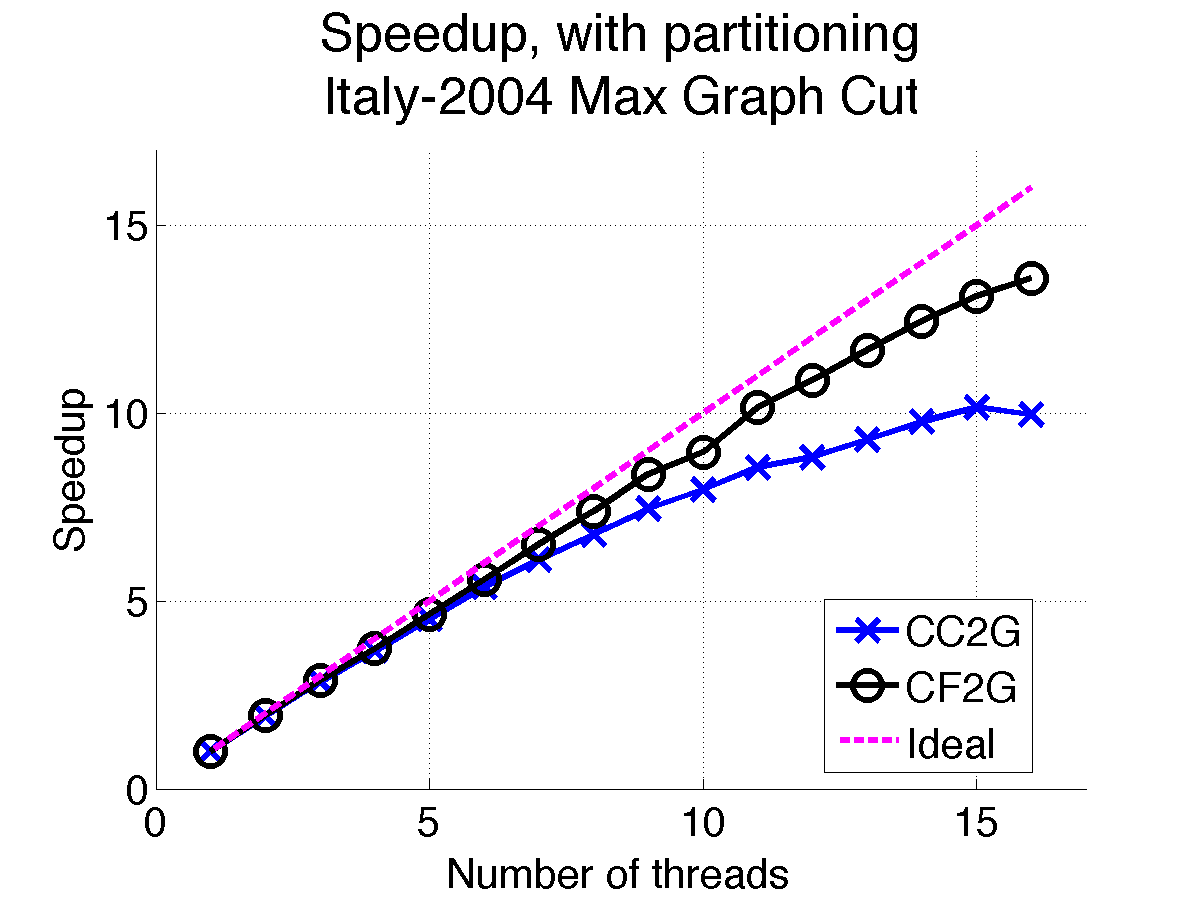 Speedup, with partitioning
Italy-2004 Max Graph Cut
15
10
5
0
Speedup
0 5 10 15
Number of threads
CC2G
CF2G
Ideal